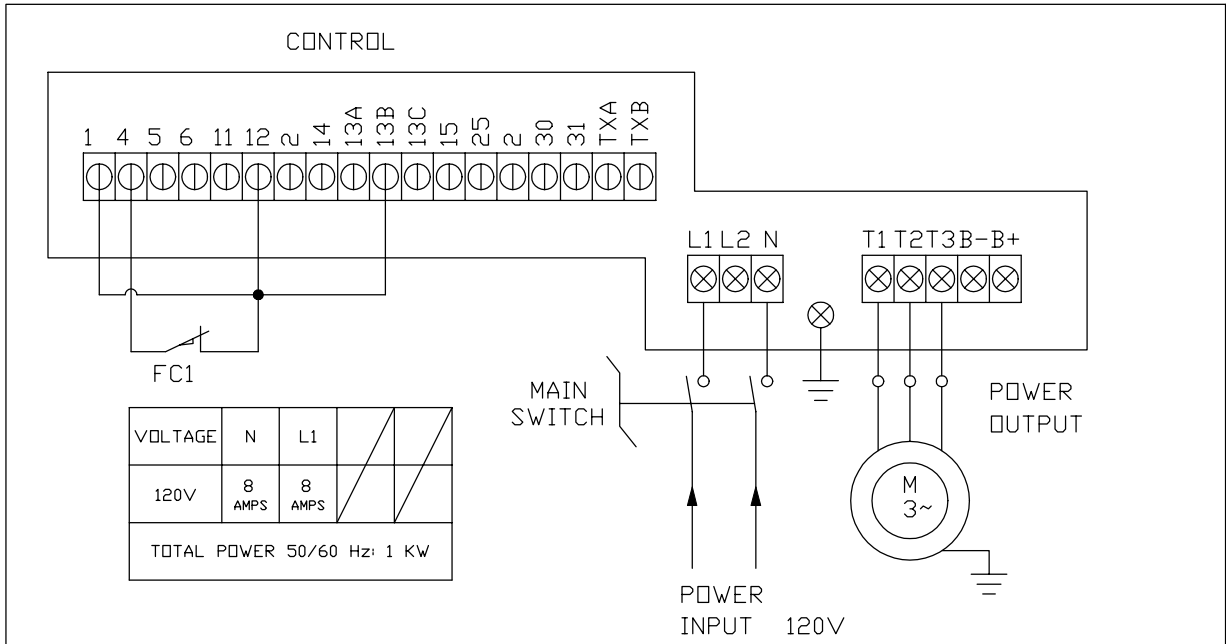 CONTROL
1 4 5 6 11 12 2 14 13A 13B 13C 15 25 2 30 31 TXA TXB
L1 L2 N
T1 T2 T3 B- B+
FC1
MAIN
SWITCH
POWER
OUTPUT
VOLTAGE N L1
120V 8 AMPS 8 AMPS
TOTAL POWER 50/60 Hz: 1 KW
M
3~
POWER
INPUT 120V